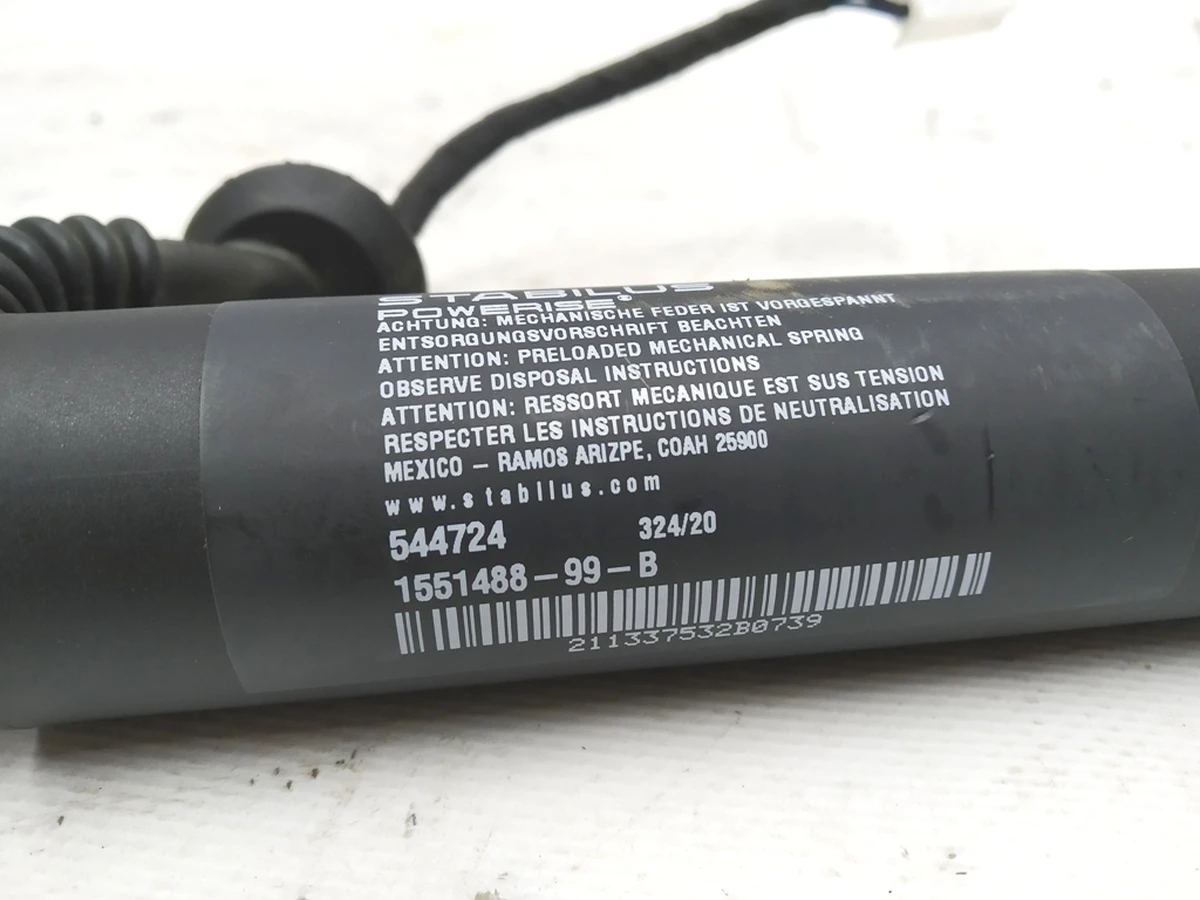 STABILUS
POWERISE®
ACHTUNG: MECHANISCHE FEDER IST VORGESPANNT
ENTSORGUNGSVORSCHRIFT BEACHTEN
ATTENTION: PRELOADED MECHANICAL SPRING
OBSERVE DISPOSAL INSTRUCTIONS
ATTENTION: RESSORT MECANIQUE EST SUS TENSION
RESPECTER LES INSTRUCTIONS DE NEUTRALISATION
MEXICO – RAMOS ARIZPE, COAH 25900
www.stabilus.com
544724 324/20
1551488-99-B
211337532B0739